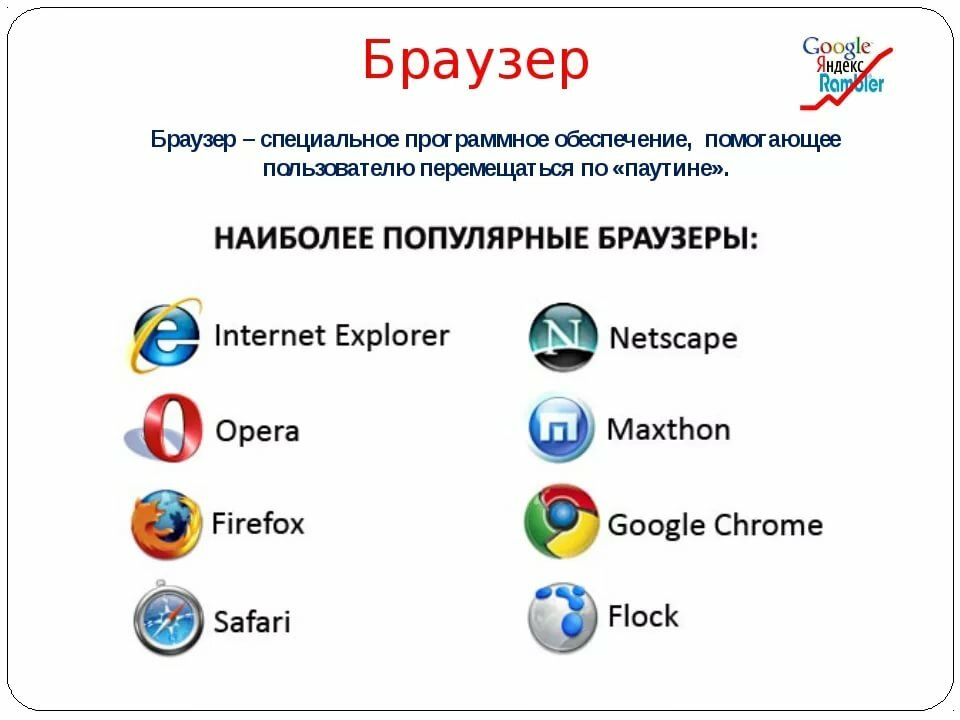 Браузер
Google
Яндекс
Rambler
Браузер – специальное программное обеспечение, помогающее
пользователю перемещаться по «паутине».
НАИБОЛЕЕ ПОПУЛЯРНЫЕ БРАУЗЕРЫ:
Internet Explorer
Netscape
Opera
Maxthon
Firefox
Google Chrome
Safari
Flock